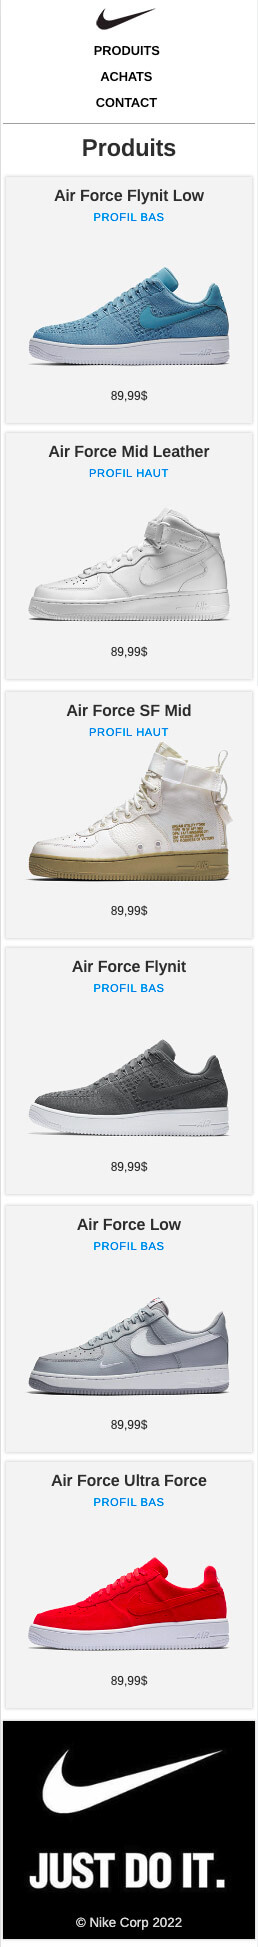 PRODUITS
ACHATS
CONTACT
Produits
Air Force Flynit Low
PROFIL BAS
89,99$
Air Force Mid Leather
PROFIL HAUT
89,99$
Air Force SF Mid
PROFIL HAUT
89,99$
Air Force Flynit
PROFIL BAS
89,99$
Air Force Low
PROFIL BAS
89,99$
Air Force Ultra Force
PROFIL BAS
89,99$
JUST DO IT.
© Nike Corp 2022